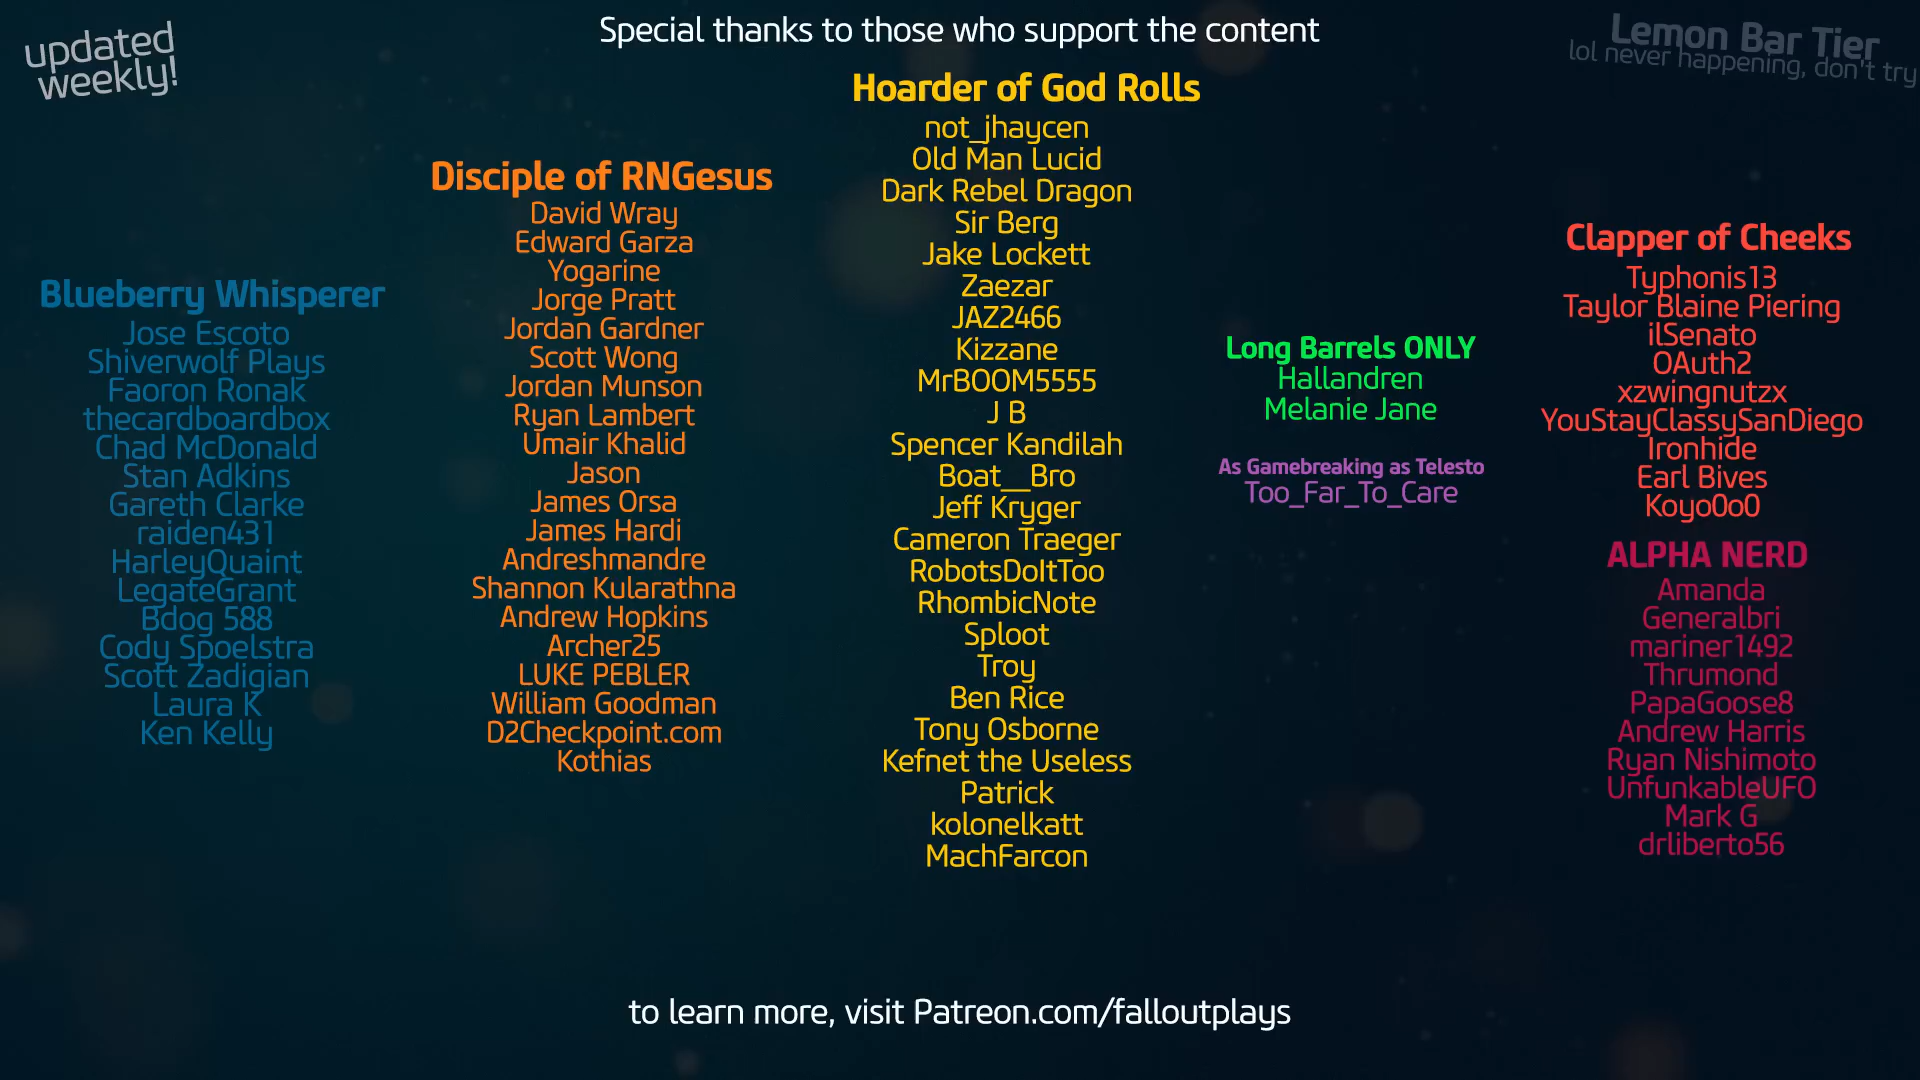 updated
weekly!
Special thanks to those who support the content
Lemon Bar Tier
lol never happening, don't try
Blueberry Whisperer
Jose Escoto
Shiverwolf Plays
Faoron Ronak
thecardboardbox
Chad McDonald
Stan Adkins
Gareth Clarke
raiden431
HarleyQuaint
LegateGrant
Bdog 588
Cody Spoelstra
Scott Zadigian
Laura K
Ken Kelly
Disciple of RNGesus
David Wray
Edward Garza
Yogarine
Jorge Pratt
Jordan Gardner
Scott Wong
Jordan Munson
Ryan Lambert
Umair Khalid
Jason
James Orsa
James Hardi
Andreshmandre
Shannon Kularathna
Andrew Hopkins
Archer25
LUKE PEBLER
William Goodman
D2Checkpoint.com
Kothias
Hoarder of God Rolls
not_jhaycen
Old Man Lucid
Dark Rebel Dragon
Sir Berg
Jake Lockett
Zaezar
JAZ2466
Kizzane
MrBOOM5555
J B
Spencer Kandilah
Boat__Bro
Jeff Kryger
Cameron Traeger
RobotsDoItToo
RhombicNote
Sploot
Troy
Ben Rice
Tony Osborne
Kefnet the Useless
Patrick
kolonelkatt
MachFarcon
Long Barrels ONLY
Hallandren
Melanie Jane
As Gamebreaking as Telesto
Too_Far_To_Care
Clapper of Cheeks
Typhonis13
Taylor Blaine Piering
ilSenato
OAuth2
xzwingnutzx
YouStayClassySanDiego
Ironhide
Earl Bives
Koyo0o0
ALPHA NERD
Amanda
Generalbri
mariner1492
Thrumond
PapaGoose8
Andrew Harris
Ryan Nishimoto
UnfunkableUFO
Mark G
drliberto56
to learn more, visit Patreon.com/falloutplays